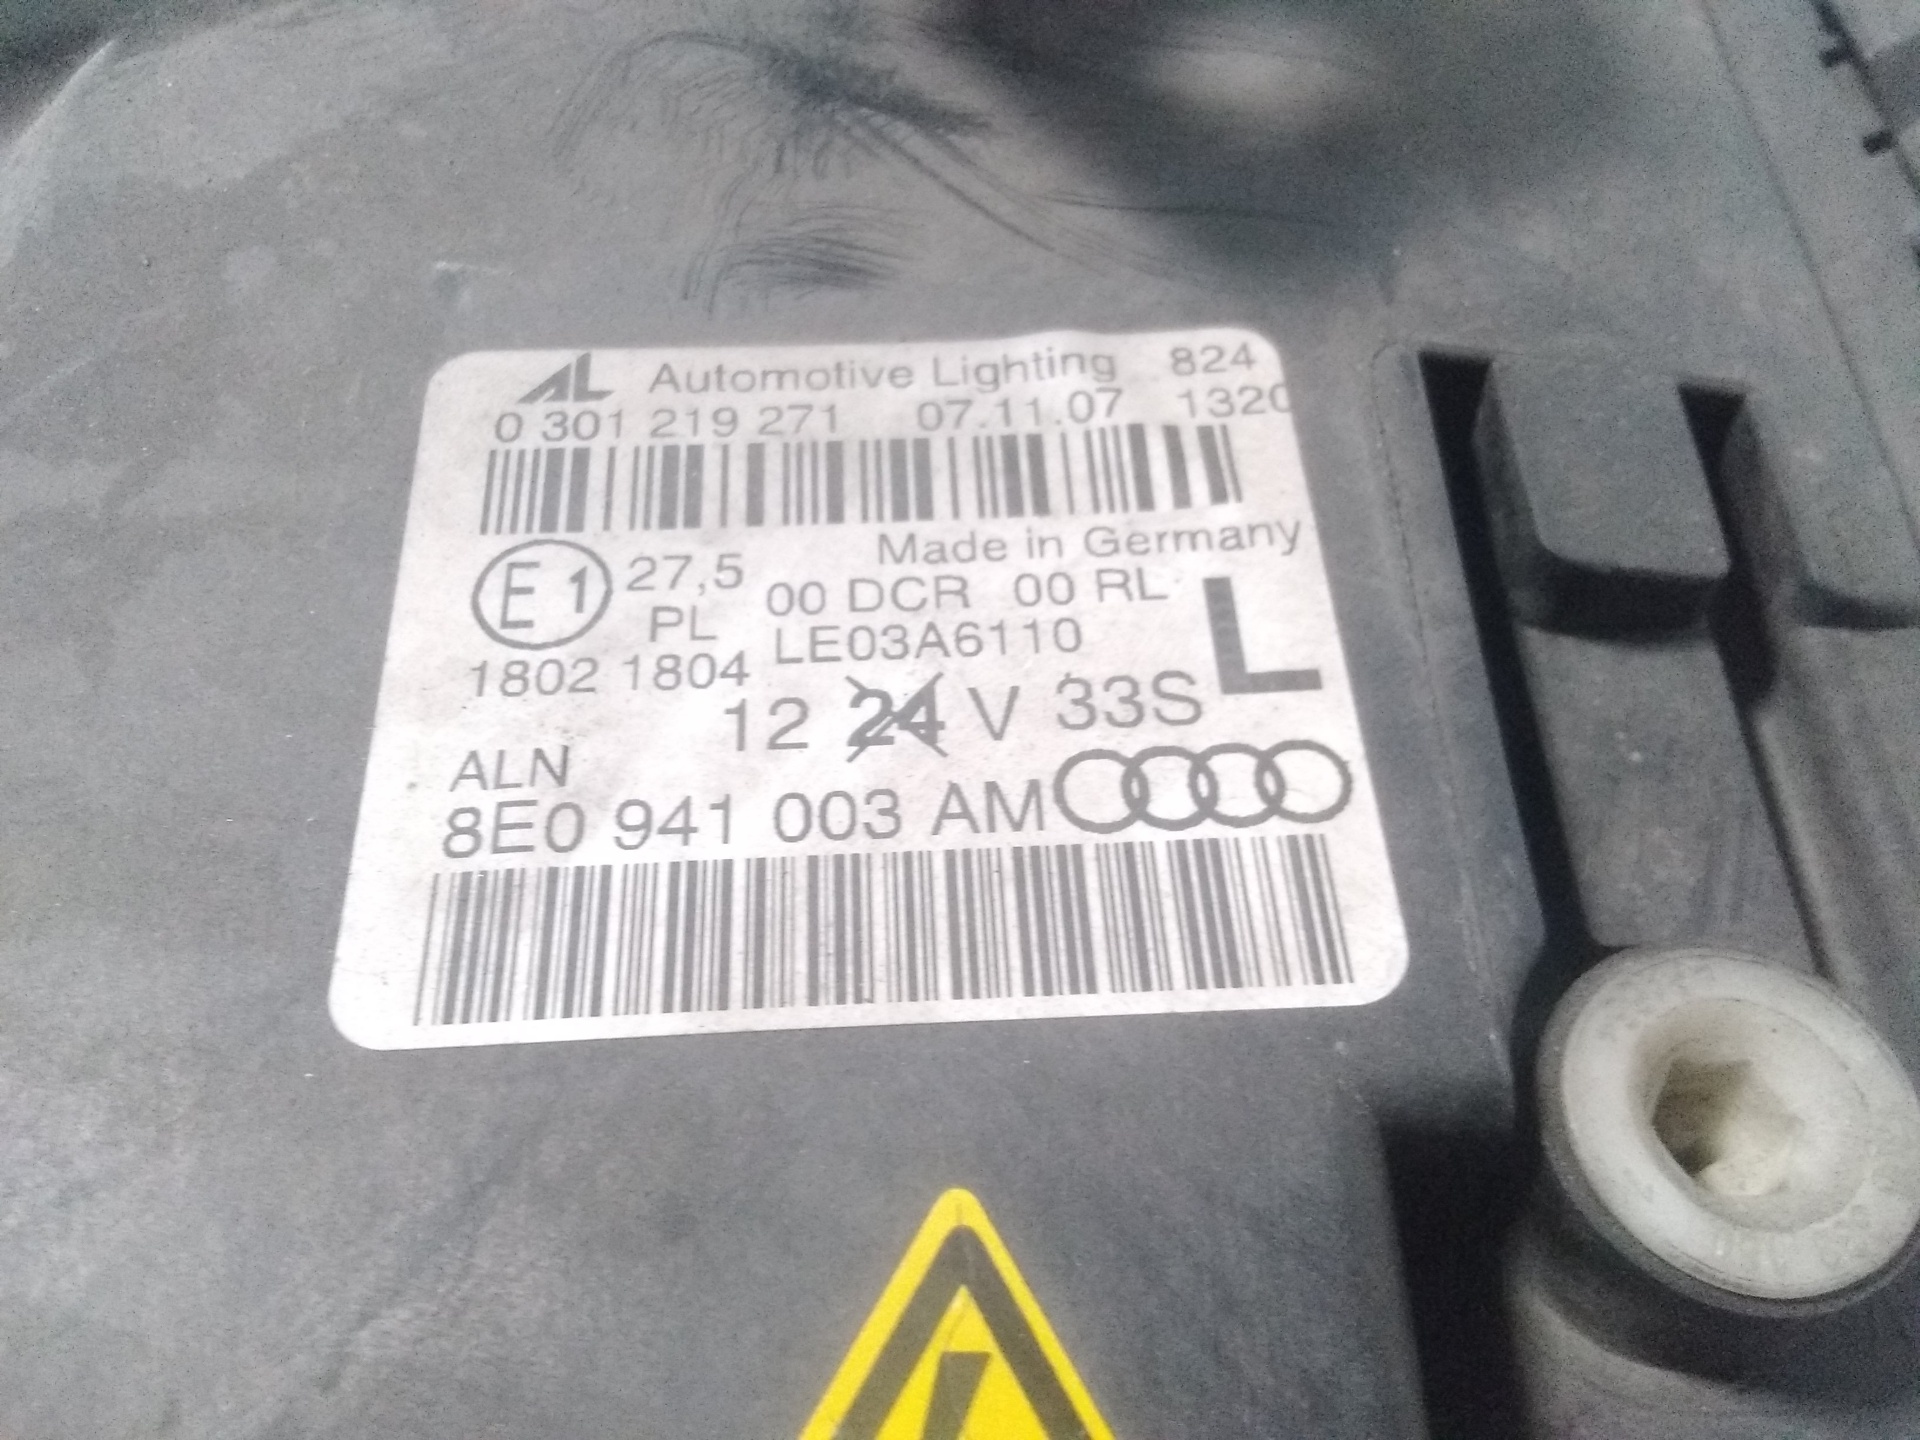 AL Automotive Lighting 824
0 301 219 271 07.11.07 1320
Made in Germany
E1 27,5 00 DCR 00 RL L
PL LE03A6110
1802 1804
12 24 V 33S
ALN
8E0 941 003 AM